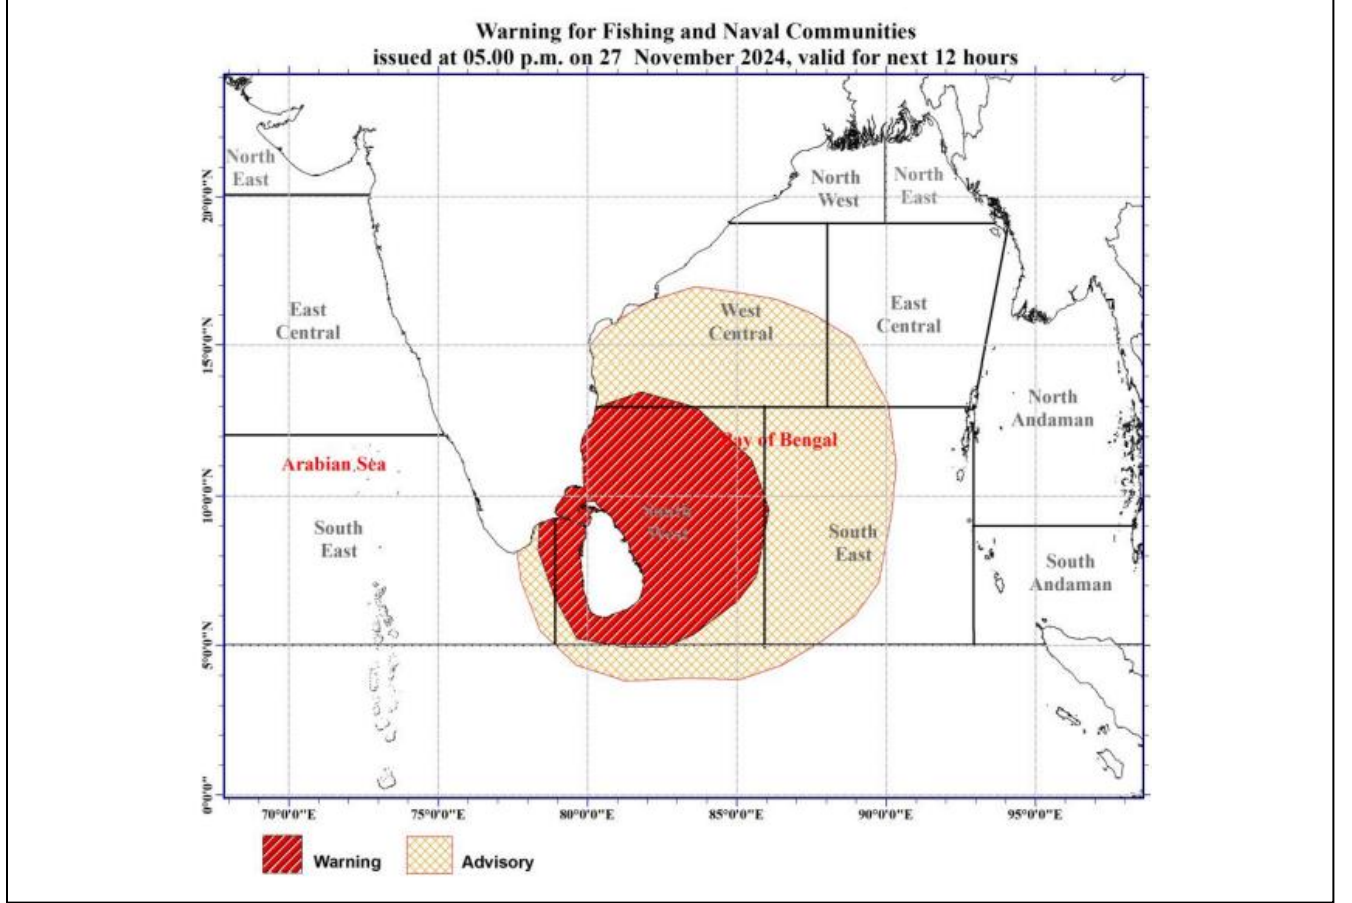 Warning for Fishing and Naval Communities
issued at 05.00 p.m. on 27 November 2024, valid for next 12 hours
North
East
North
West
North
East
20°0'0"N
East
Central
West
Central
East
Central
15°0'0"N
North
Andaman
Bay of Bengal
Arabian Sea
10°0'0"N
South
West
South
East
South
East
South
Andaman
5°0'0"N
0°0'0"
70°0'0"E
75°0'0"E
80°0'0"E
85°0'0"E
90°0'0"E
95°0'0"E
Warning
Advisory